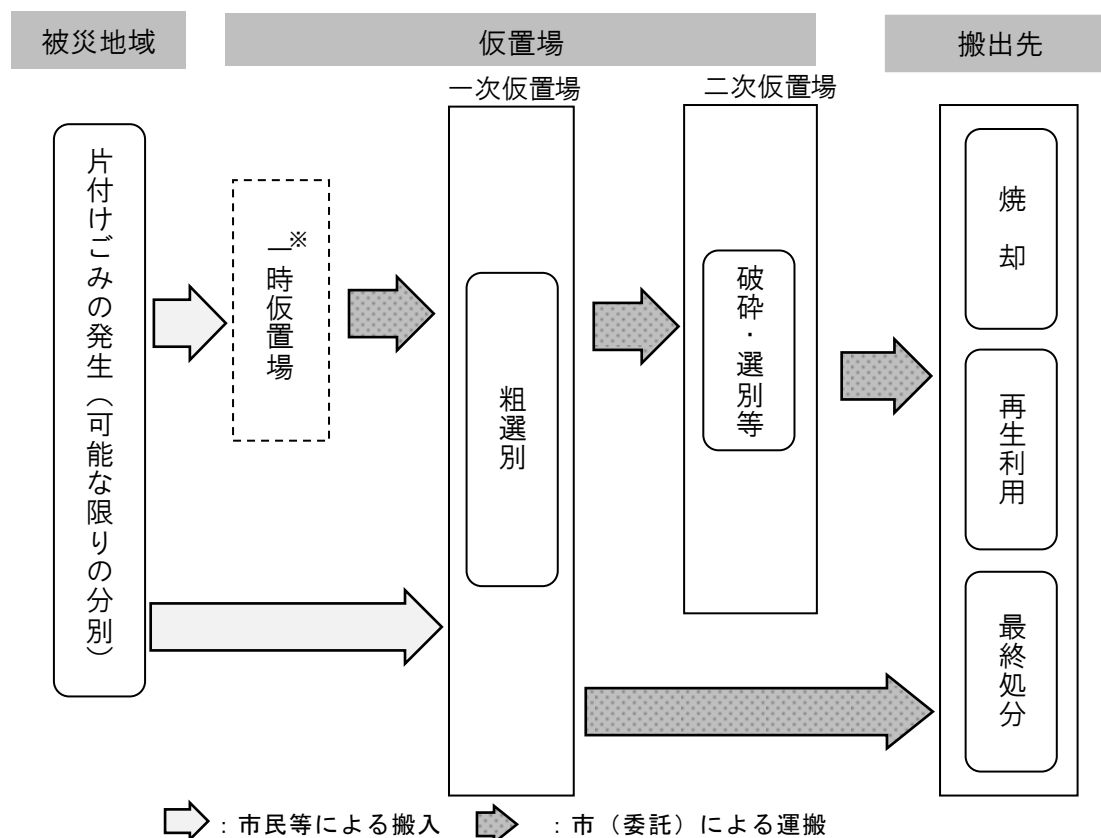 被災地域
仮置場
搬出先
一次仮置場
二次仮置場
片付けごみの発生（可能な限りの分別）
一時仮置場※
粗選別
破砕・選別等
焼却
再生利用
最終処分
：市民等による搬入
：市（委託）による運搬